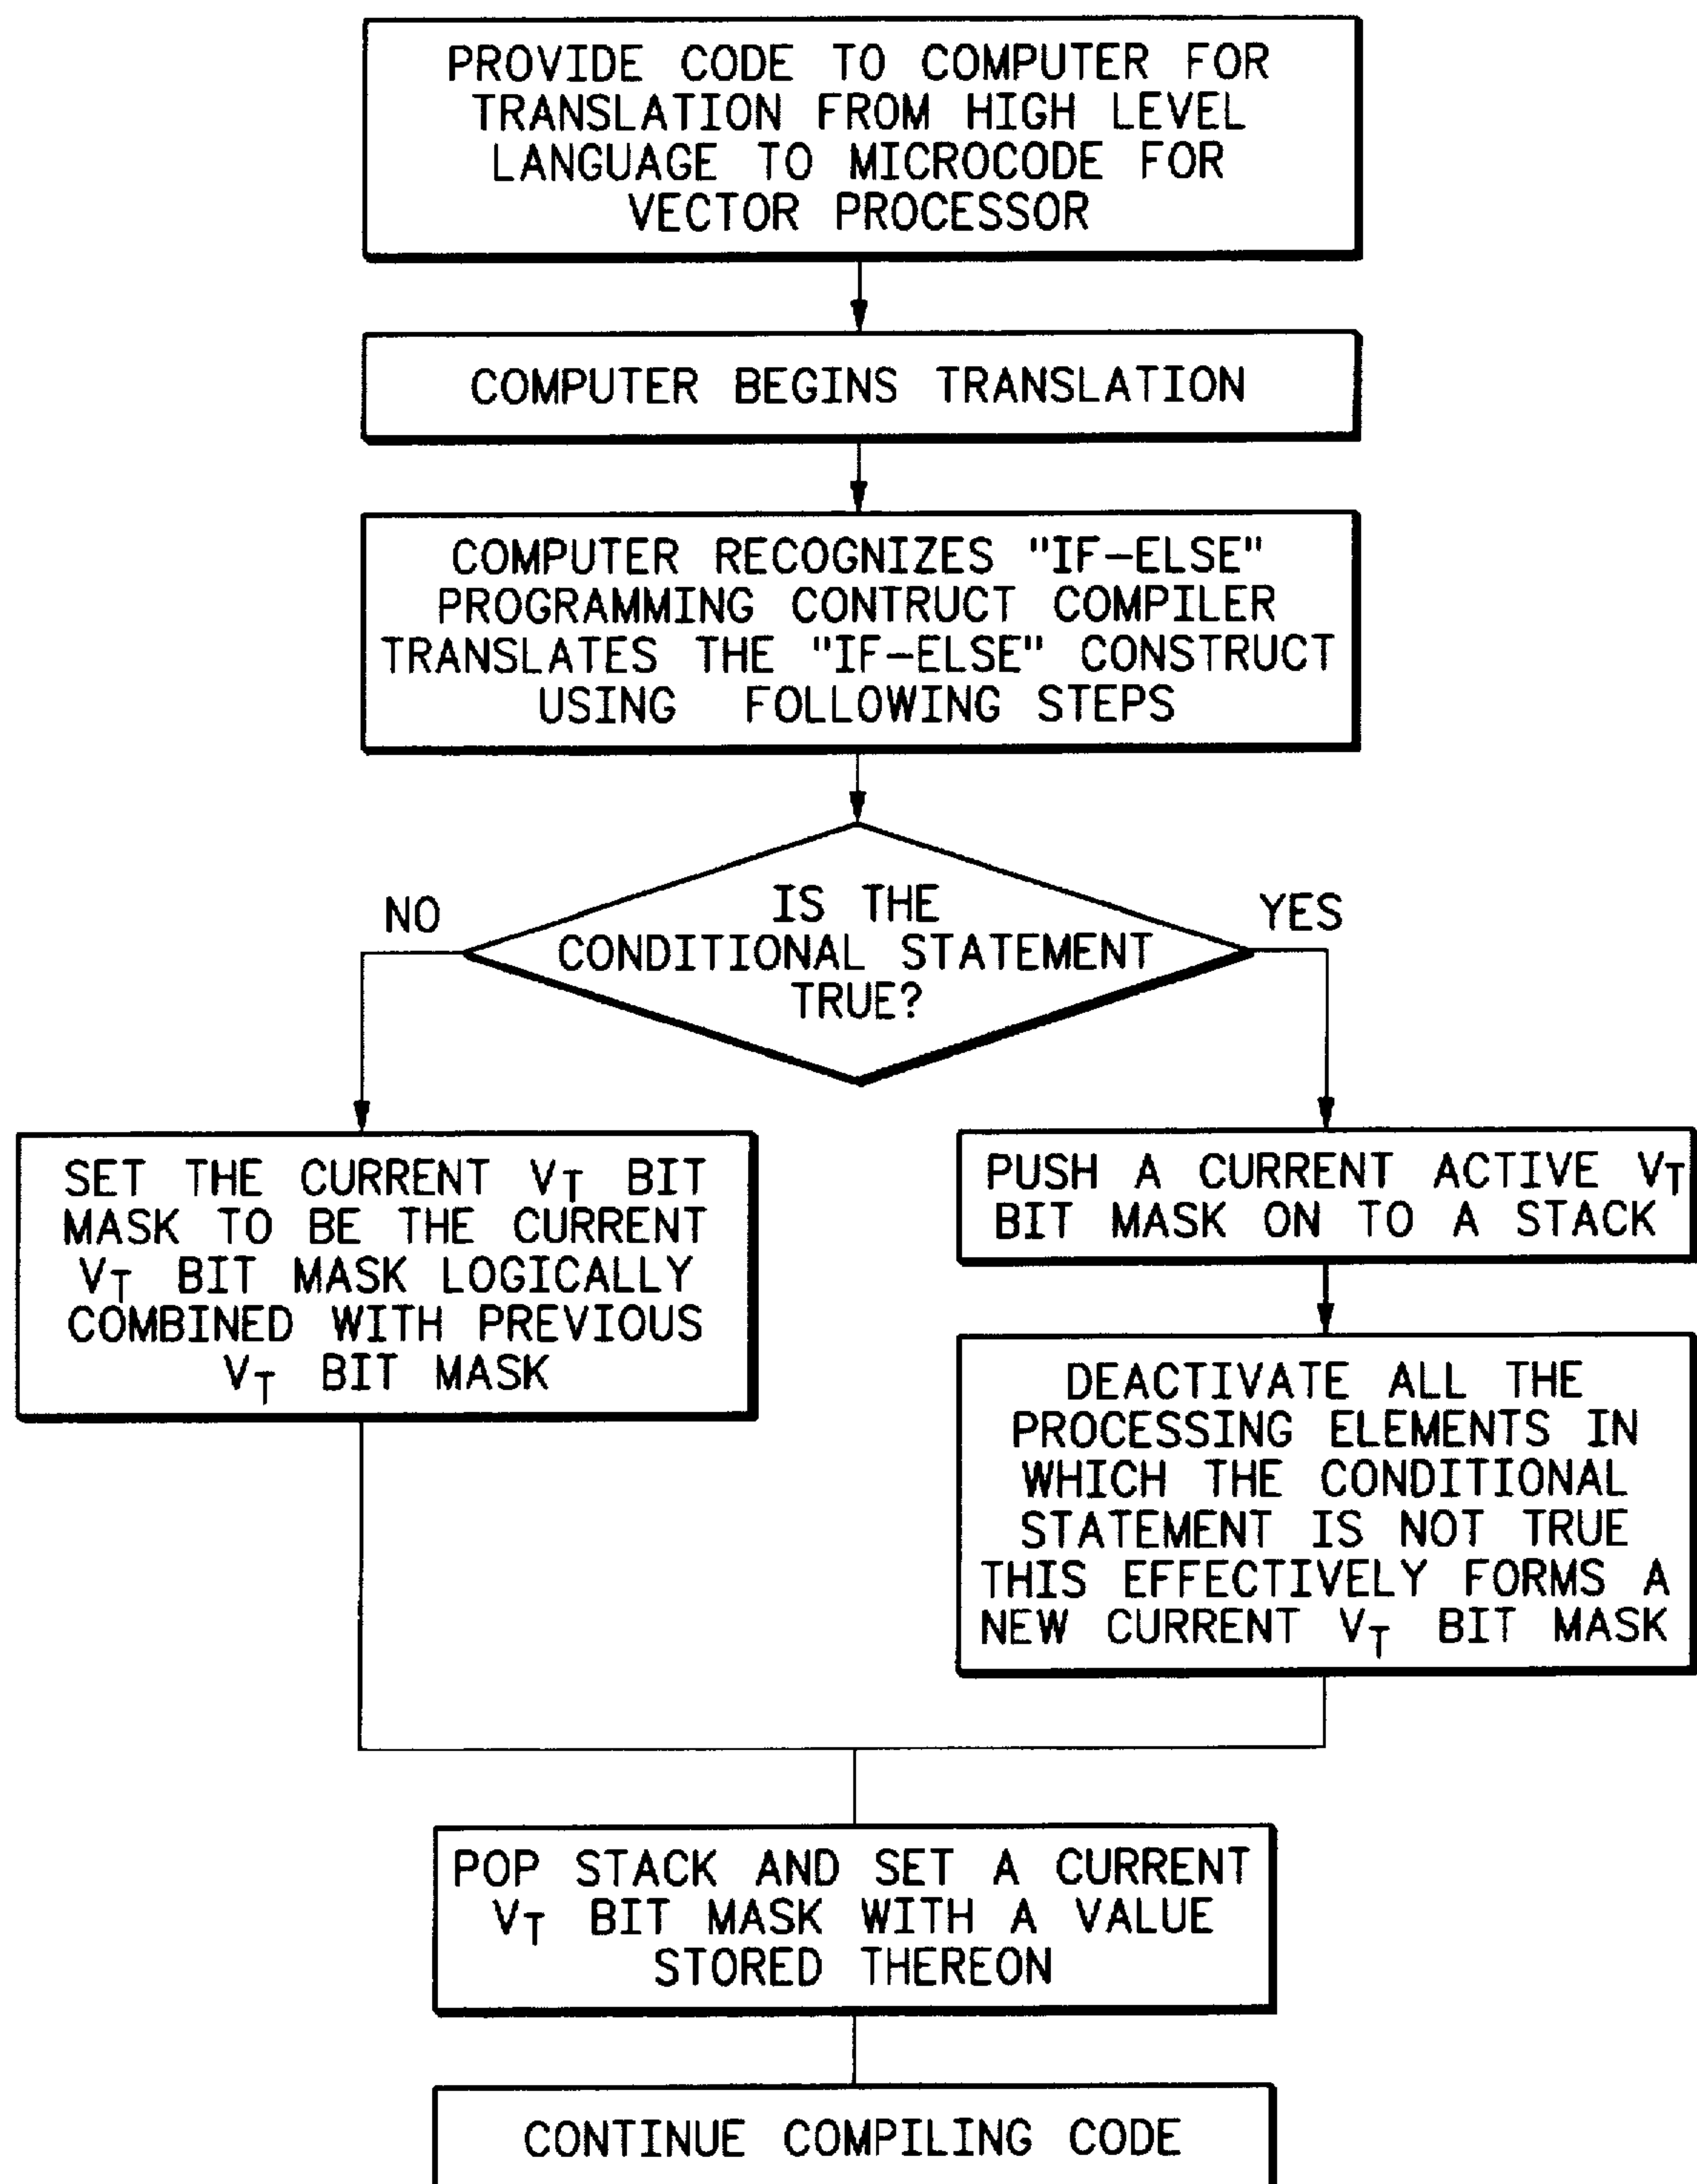 PROVIDE CODE TO COMPUTER FOR
TRANSLATION FROM HIGH LEVEL
LANGUAGE TO MICROCODE FOR
VECTOR PROCESSOR
COMPUTER BEGINS TRANSLATION
COMPUTER RECOGNIZES "IF-ELSE"
PROGRAMMING CONTRUCT COMPILER
TRANSLATES THE "IF-ELSE" CONSTRUCT
USING FOLLOWING STEPS
IS THE
CONDITIONAL STATEMENT
TRUE?
NO
YES
SET THE CURRENT VT BIT
MASK TO BE THE CURRENT
VT BIT MASK LOGICALLY
COMBINED WITH PREVIOUS
VT BIT MASK
PUSH A CURRENT ACTIVE VT
BIT MASK ON TO A STACK
DEACTIVATE ALL THE
PROCESSING ELEMENTS IN
WHICH THE CONDITIONAL
STATEMENT IS NOT TRUE
THIS EFFECTIVELY FORMS A
NEW CURRENT VT BIT MASK
POP STACK AND SET A CURRENT
VT BIT MASK WITH A VALUE
STORED THEREON
CONTINUE COMPILING CODE